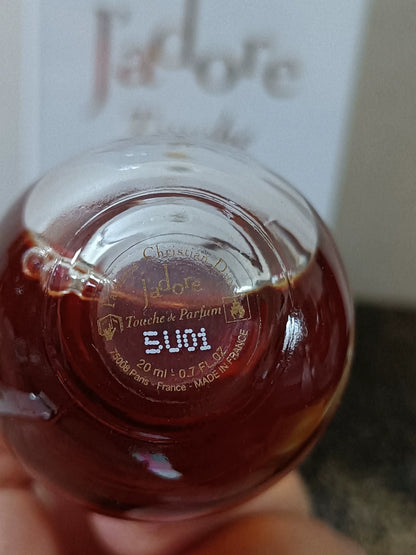 J'adore
Touche
Christian D
J'adore
Touche de Parfum
5U01
20 ml - 0.7 FL.OZ.
75008 Paris - France - MADE IN FRANCE